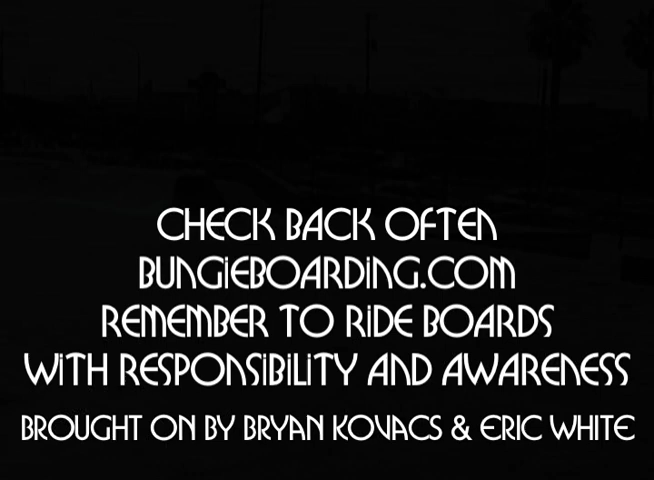 CHECK BACK OFTEN
BUNGiEBOARDiNG.COM
REMEMBER TO RiDE BOARDS
WiTH RESPONSiBiLiTY AND AWARENESS
BROUGHT ON BY BRYAN KOVACS & ERIC WHITE